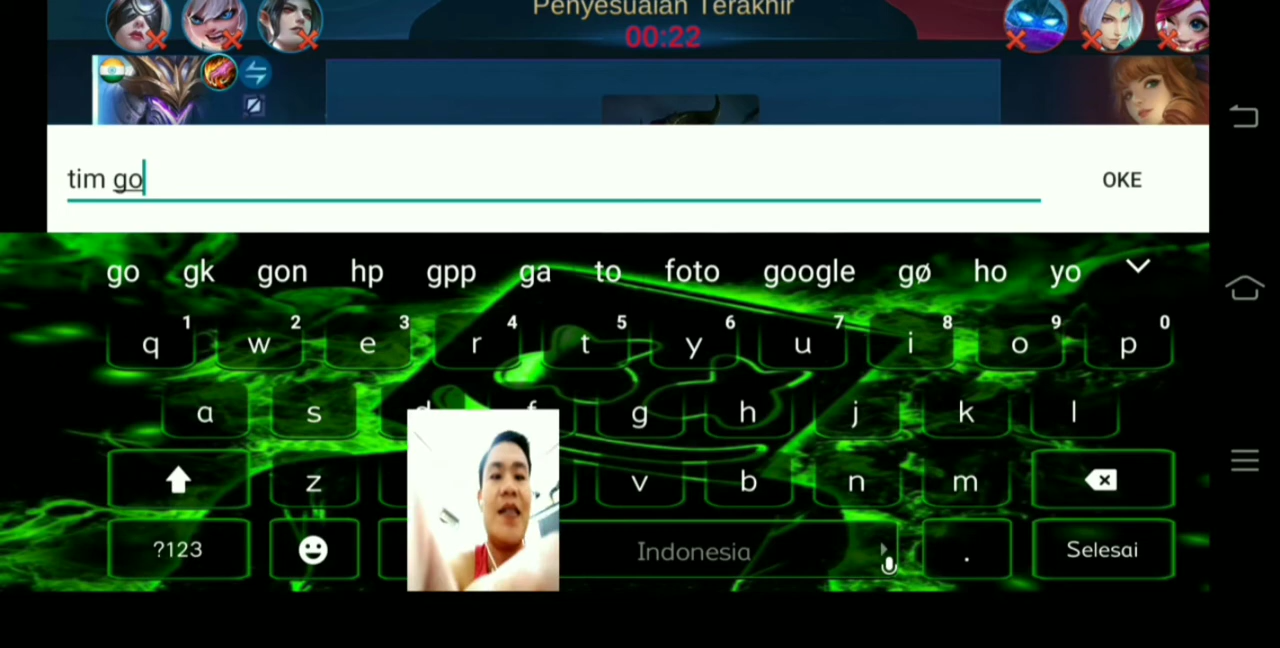 Penyesuaian Terakhir
00:22
tim go
OKE
go gk gon hp gpp ga to foto google gø ho yo
1 2 3 4 5 6 7 8 9 0
q w e r t y u i o p
a s d f g h j k l
z v b n m
?123 Indonesia . Selesai